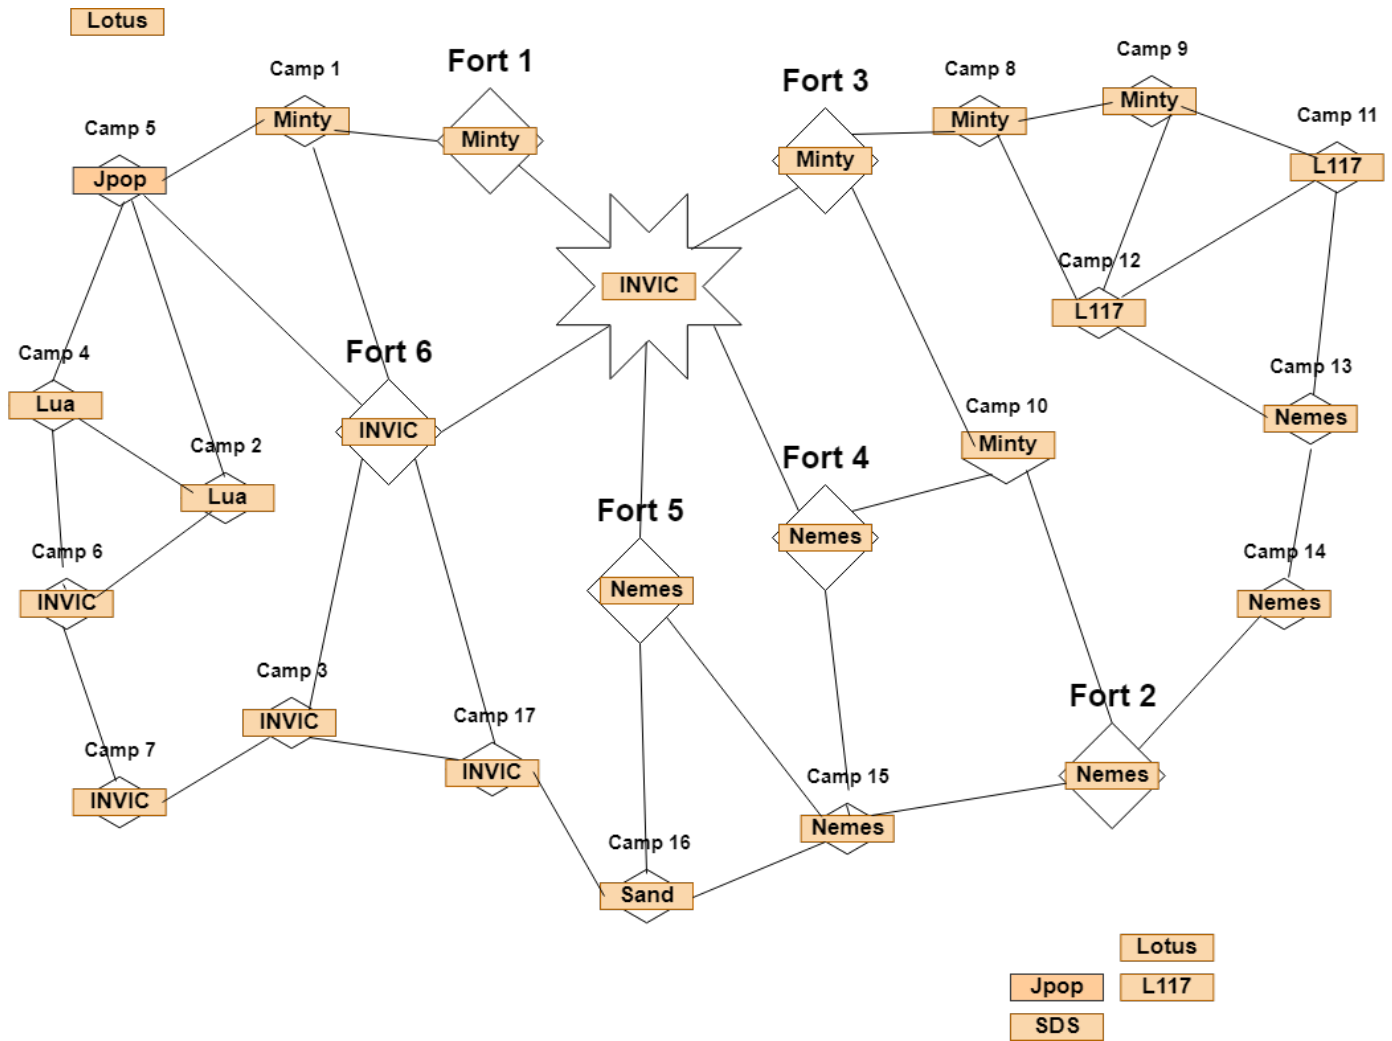 Lotus
Camp 1
Minty
Fort 1
Minty
Camp 5
Jpop
Fort 3
Minty
Camp 8
Minty
Camp 9
Minty
Camp 11
L117
INVIC
Camp 12
L117
Fort 6
INVIC
Camp 4
Lua
Camp 2
Lua
Camp 13
Nemes
Camp 10
Minty
Fort 4
Nemes
Fort 5
Nemes
Camp 6
INVIC
Camp 14
Nemes
Camp 3
INVIC
Camp 17
INVIC
Fort 2
Nemes
Camp 7
INVIC
Camp 15
Nemes
Camp 16
Sand
Lotus
Jpop
L117
SDS